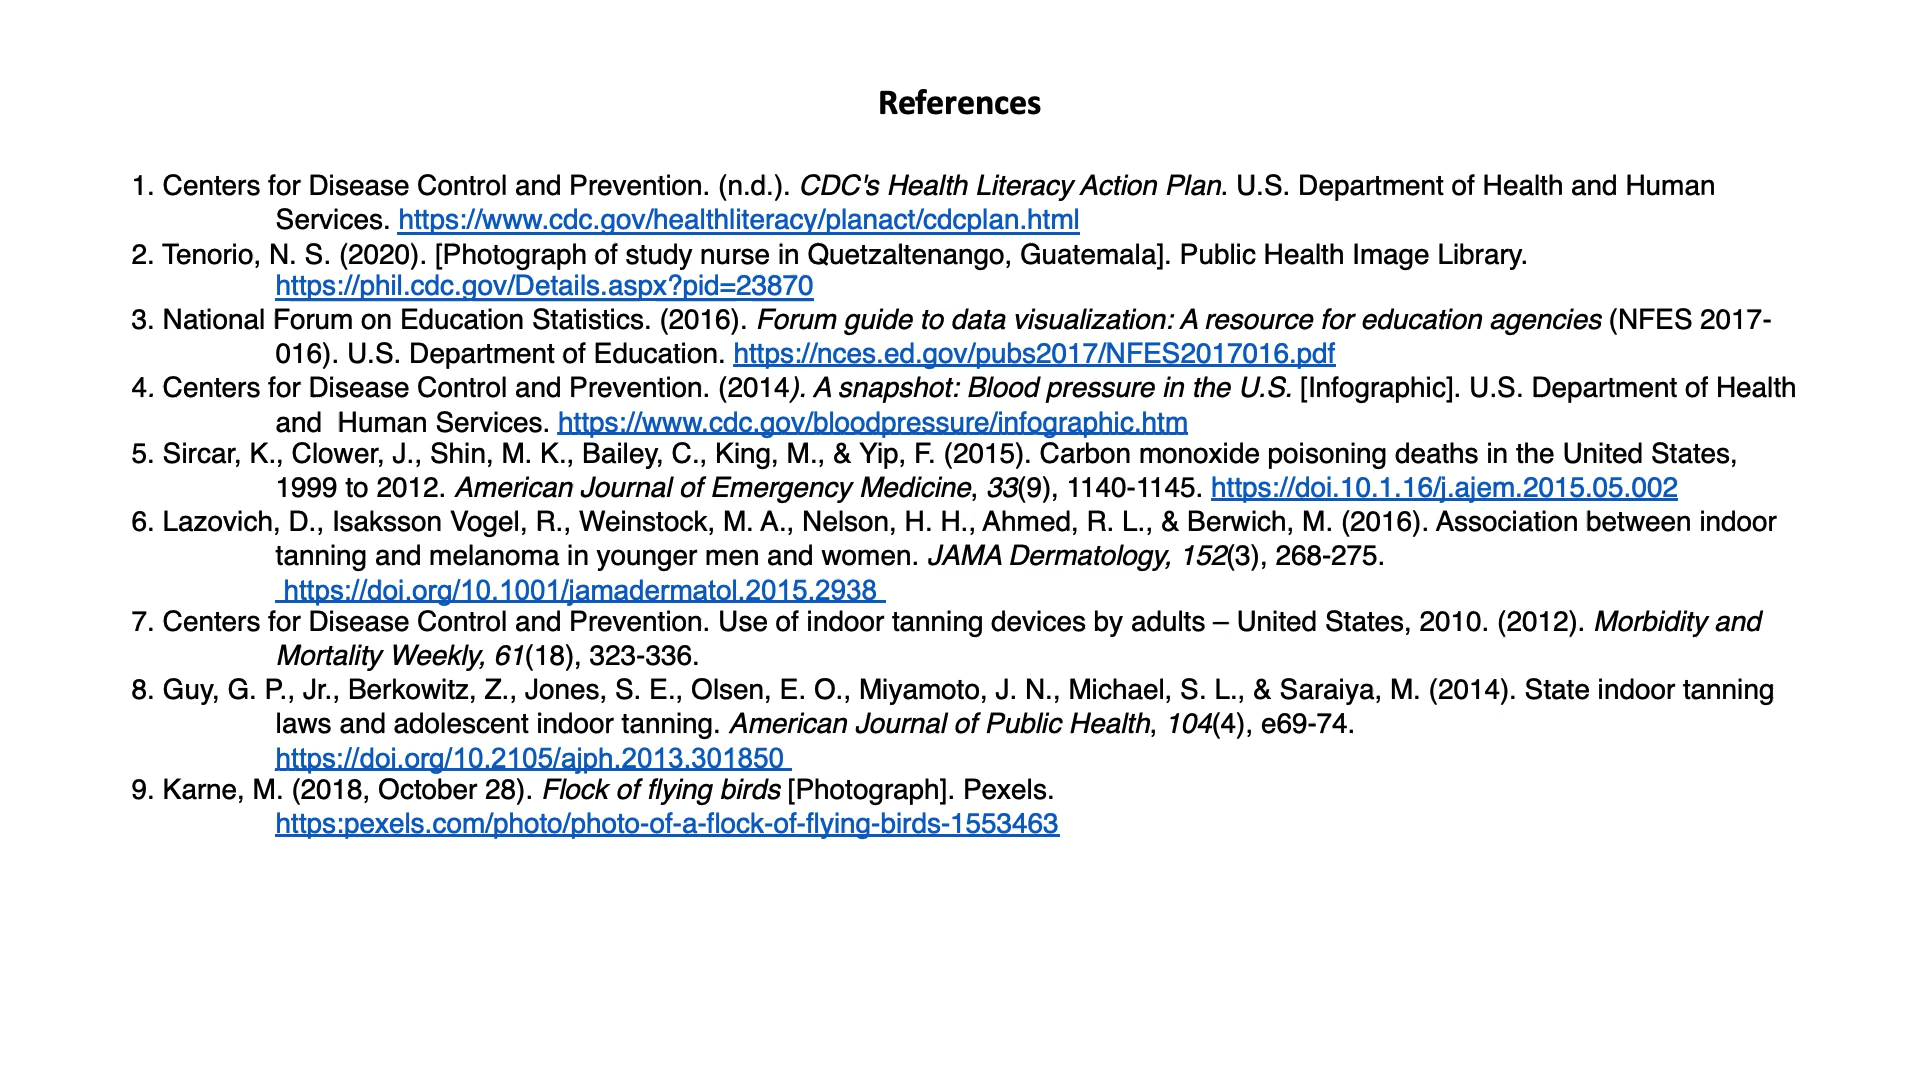 References
1. Centers for Disease Control and Prevention. (n.d.). CDC's Health Literacy Action Plan. U.S. Department of Health and Human
Services. https://www.cdc.gov/healthliteracy/planact/cdcplan.html
2. Tenorio, N. S. (2020). [Photograph of study nurse in Quetzaltenango, Guatemala]. Public Health Image Library.
https://phil.cdc.gov/Details.aspx?pid=23870
3. National Forum on Education Statistics. (2016). Forum guide to data visualization: A resource for education agencies (NFES 2017-
016). U.S. Department of Education. https://nces.ed.gov/pubs2017/NFES2017016.pdf
4. Centers for Disease Control and Prevention. (2014). A snapshot: Blood pressure in the U.S. [Infographic]. U.S. Department of Health
and  Human Services. https://www.cdc.gov/bloodpressure/infographic.htm
5. Sircar, K., Clower, J., Shin, M. K., Bailey, C., King, M., & Yip, F. (2015). Carbon monoxide poisoning deaths in the United States,
1999 to 2012. American Journal of Emergency Medicine, 33(9), 1140-1145. https://doi.10.1.16/j.ajem.2015.05.002
6. Lazovich, D., Isaksson Vogel, R., Weinstock, M. A., Nelson, H. H., Ahmed, R. L., & Berwich, M. (2016). Association between indoor
tanning and melanoma in younger men and women. JAMA Dermatology, 152(3), 268-275.
https://doi.org/10.1001/jamadermatol.2015.2938
7. Centers for Disease Control and Prevention. Use of indoor tanning devices by adults – United States, 2010. (2012). Morbidity and
Mortality Weekly, 61(18), 323-336.
8. Guy, G. P., Jr., Berkowitz, Z., Jones, S. E., Olsen, E. O., Miyamoto, J. N., Michael, S. L., & Saraiya, M. (2014). State indoor tanning
laws and adolescent indoor tanning. American Journal of Public Health, 104(4), e69-74.
https://doi.org/10.2105/ajph.2013.301850
9. Karne, M. (2018, October 28). Flock of flying birds [Photograph]. Pexels.
https:pexels.com/photo/photo-of-a-flock-of-flying-birds-1553463